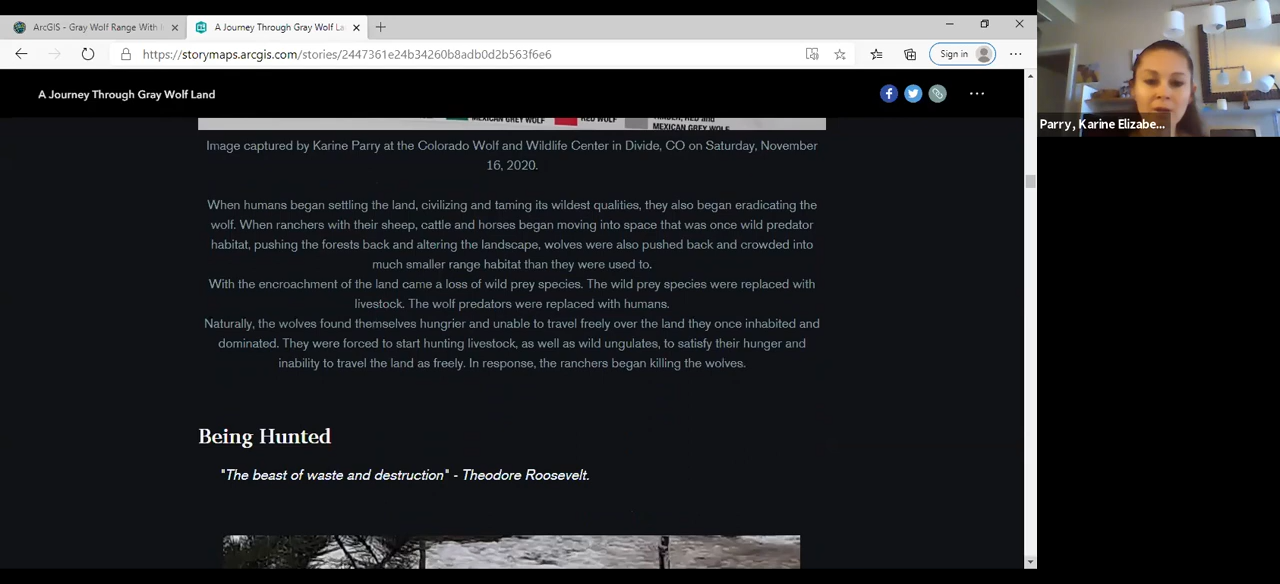 ArcGIS - Gray Wolf Range With
A Journey Through Gray Wolf La
https://storymaps.arcgis.com/stories/2447361e24b34260b8adb0d2b563f6e6
Sign in
A Journey Through Gray Wolf Land
MEXICAN GREY WOLF
RED WOLF
MEXICAN GREY WOLF
Image captured by Karine Parry at the Colorado Wolf and Wildlife Center in Divide, CO on Saturday, November
16, 2020.
When humans began settling the land, civilizing and taming its wildest qualities, they also began eradicating the
wolf. When ranchers with their sheep, cattle and horses began moving into space that was once wild predator
habitat, pushing the forests back and altering the landscape, wolves were also pushed back and crowded into
much smaller range habitat than they were used to.
With the encroachment of the land came a loss of wild prey species. The wild prey species were replaced with
livestock. The wolf predators were replaced with humans.
Naturally, the wolves found themselves hungrier and unable to travel freely over the land they once inhabited and
dominated. They were forced to start hunting livestock, as well as wild ungulates, to satisfy their hunger and
inability to travel the land as freely. In response, the ranchers began killing the wolves.
Being Hunted
"The beast of waste and destruction" - Theodore Roosevelt.
Parry, Karine Elizabe...